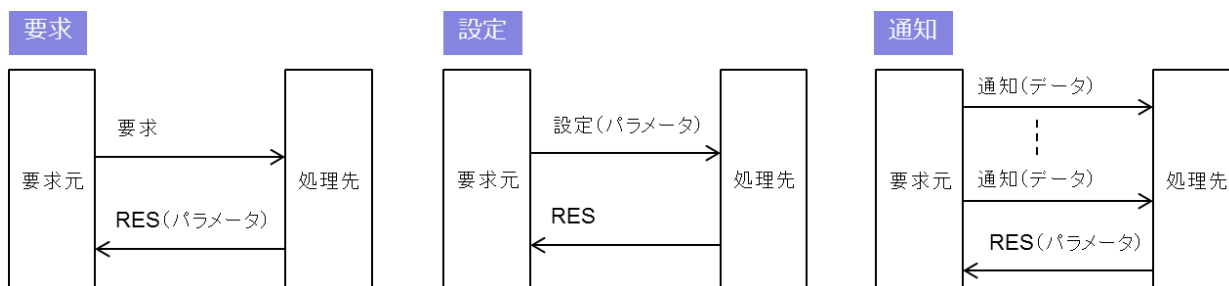 要求
要求元
要求
RES(パラメータ)
処理先
設定
要求元
設定(パラメータ)
RES
処理先
通知
要求元
通知(データ)
通知(データ)
RES(パラメータ)
処理先